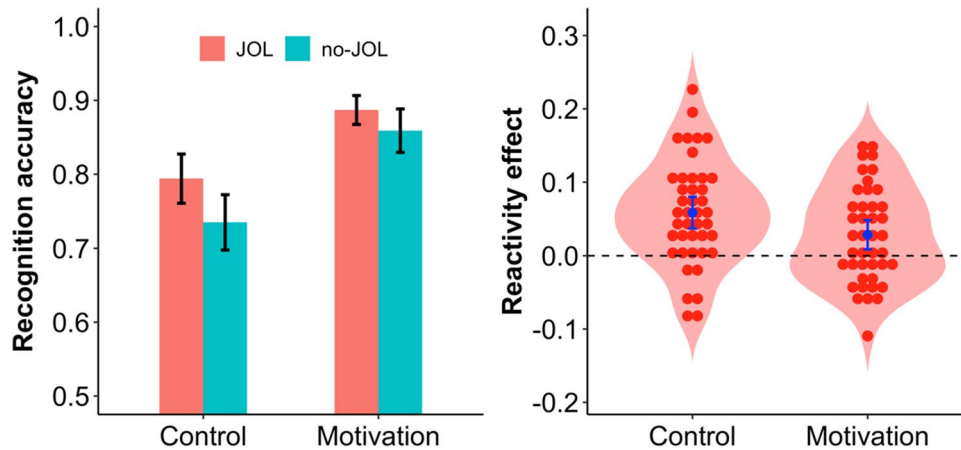 Recognition accuracy
1.0
0.9
0.8
0.7
0.6
0.5
JOL no-JOL
Control Motivation
Reactivity effect
0.3
0.2
0.1
0.0
-0.1
-0.2
Control Motivation